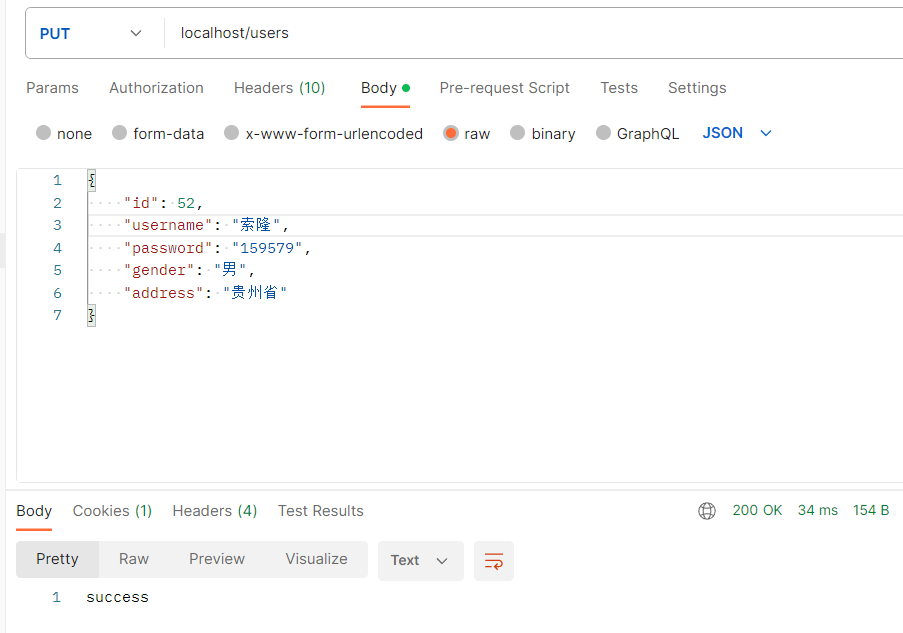 PUT localhost/users
Params Authorization Headers (10) Body Pre-request Script Tests Settings
none form-data x-www-form-urlencoded raw binary GraphQL JSON
1 {
2 "id": 52,
3 "username": "索隆",
4 "password": "159579",
5 "gender": "男",
6 "address": "贵州省"
7 }
Body Cookies (1) Headers (4) Test Results 200 OK 34 ms 154 B
Pretty Raw Preview Visualize Text
1 success